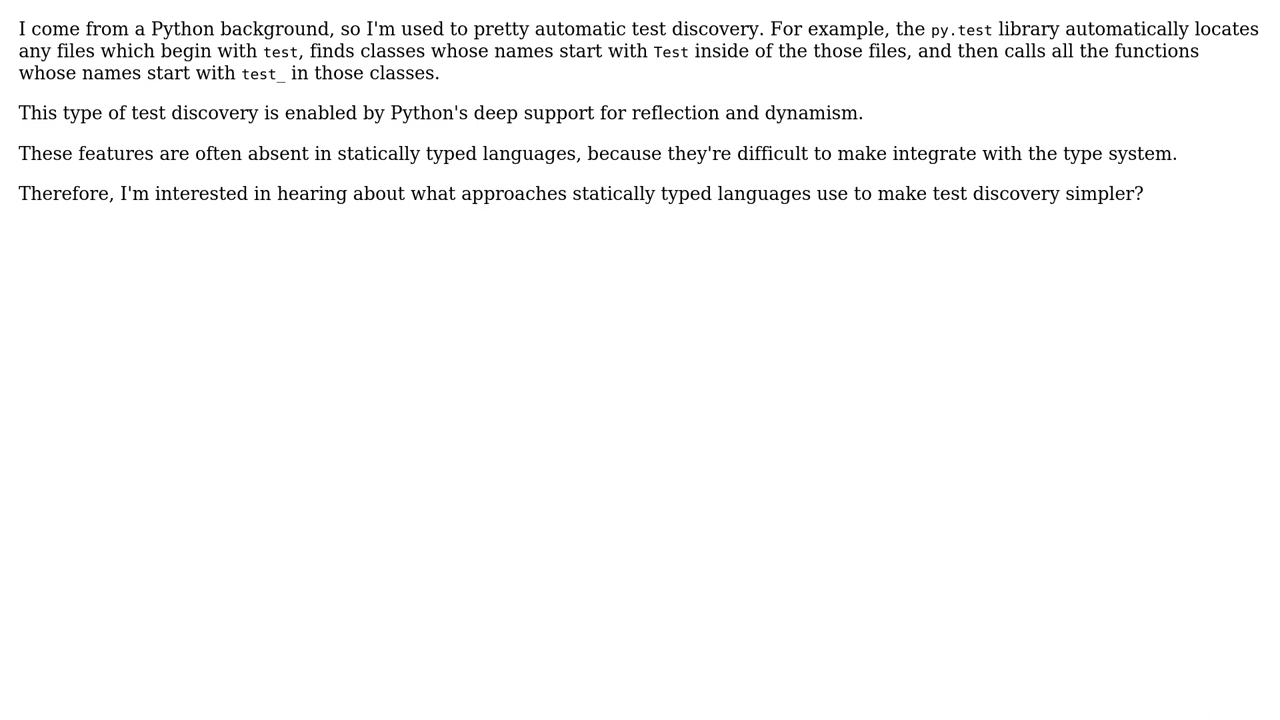 I come from a Python background, so I'm used to pretty automatic test discovery. For example, the py.test library automatically locates
any files which begin with test, finds classes whose names start with Test inside of the those files, and then calls all the functions
whose names start with test_ in those classes.
This type of test discovery is enabled by Python's deep support for reflection and dynamism.
These features are often absent in statically typed languages, because they're difficult to make integrate with the type system.
Therefore, I'm interested in hearing about what approaches statically typed languages use to make test discovery simpler?